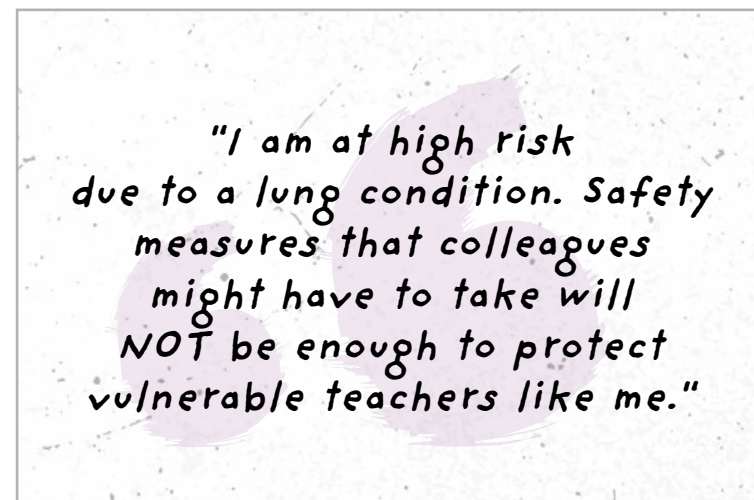 "I am at high risk
due to a lung condition. Safety
measures that colleagues
might have to take will
NOT be enough to protect
vulnerable teachers like me."